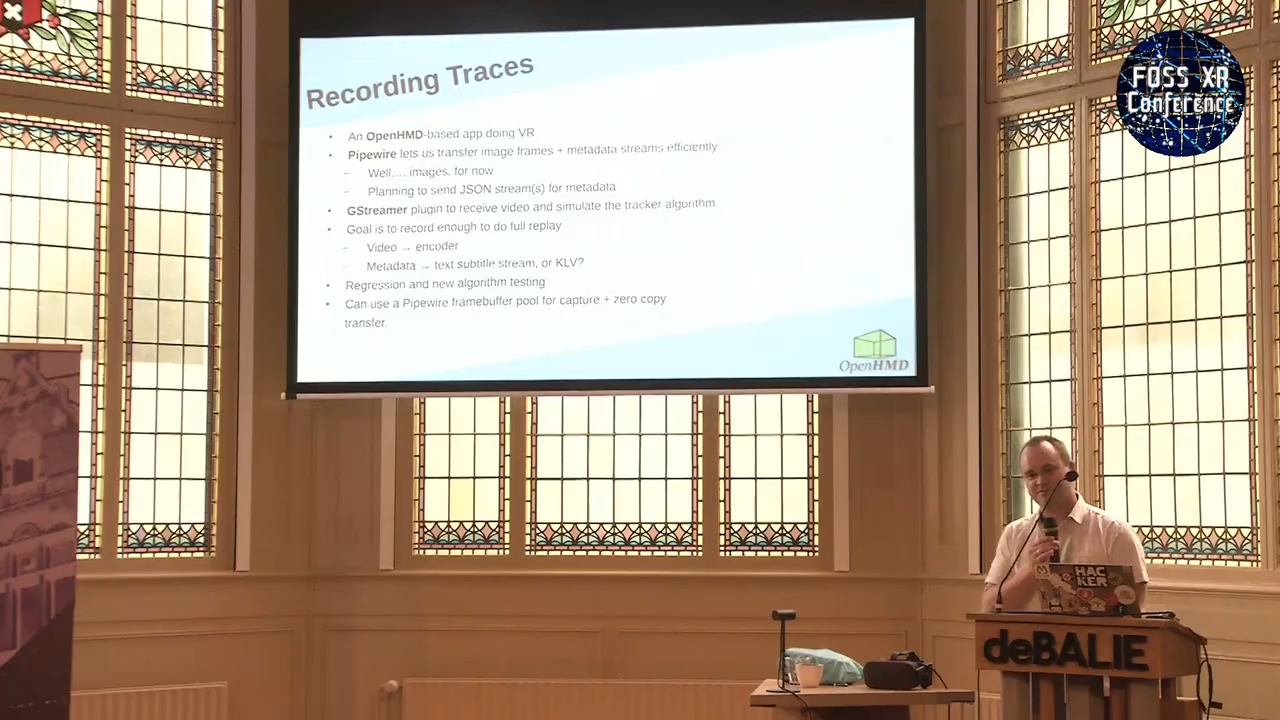 Recording Traces
• An OpenHMD-based app doing VR
• Pipewire lets us transfer image frames + metadata streams efficiently
– Well.... images, for now
– Planning to send JSON stream(s) for metadata
• GStreamer plugin to receive video and simulate the tracker algorithm
• Goal is to record enough to do full replay
– Video → encoder
– Metadata → text subtitle stream, or KLV?
• Regression and new algorithm testing
• Can use a Pipewire framebuffer pool for capture + zero copy
transfer.
OpenHMD
FOSS XR
Conference
HAC
KER
deBALIE